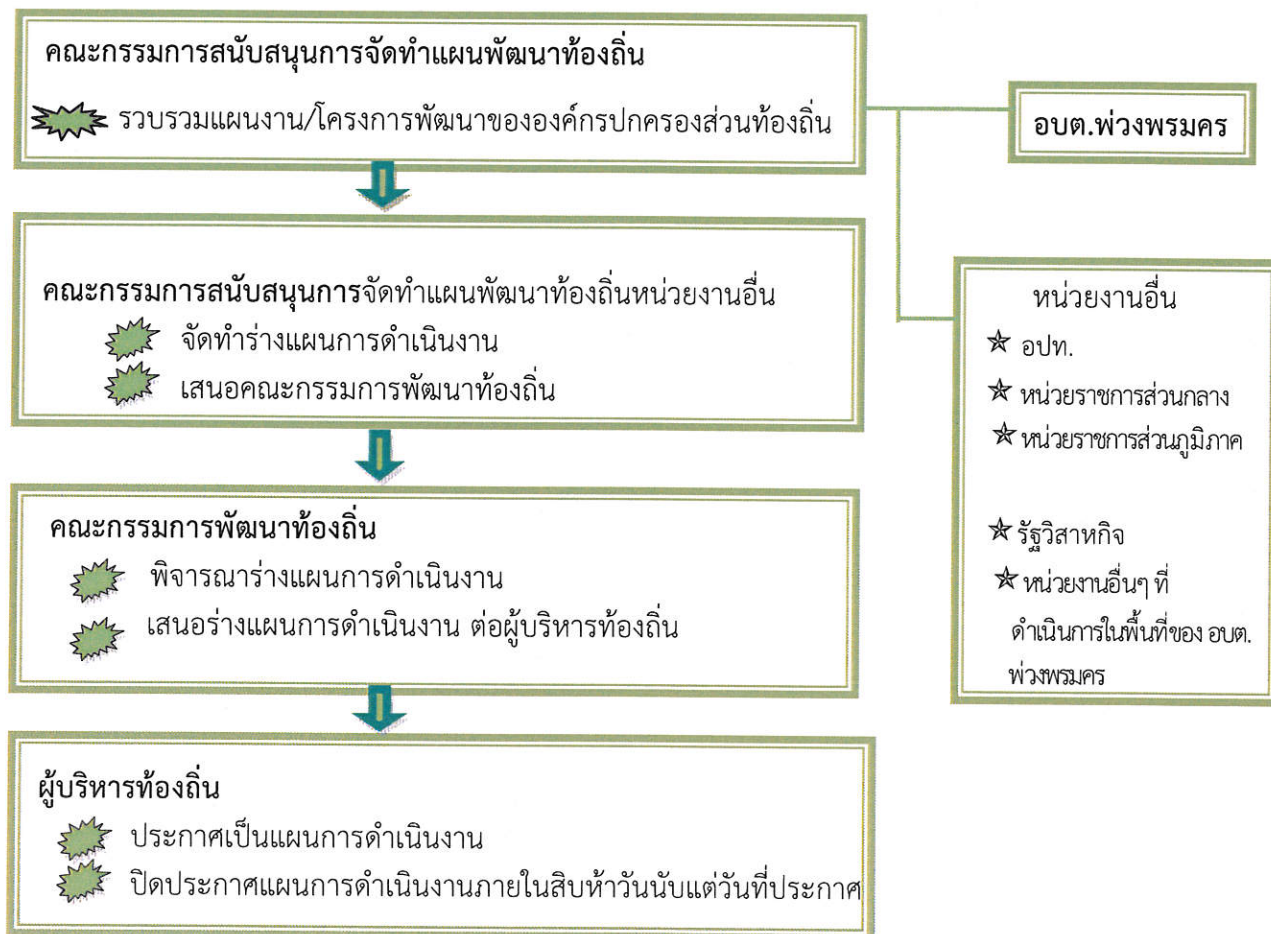 คณะกรรมการสนับสนุนการจัดทำแผนพัฒนาท้องถิ่น
รวบรวมแผนงาน/โครงการพัฒนาขององค์กรปกครองส่วนท้องถิ่น
อบต.พ่วงพรมคร
คณะกรรมการสนับสนุนการจัดทำแผนพัฒนาท้องถิ่นหน่วยงานอื่น
จัดทำร่างแผนการดำเนินงาน
เสนอคณะกรรมการพัฒนาท้องถิ่น
หน่วยงานอื่น
อปท.
หน่วยราชการส่วนกลาง
หน่วยราชการส่วนภูมิภาค
รัฐวิสาหกิจ
หน่วยงานอื่นๆ ที่
ดำเนินการในพื้นที่ของ อบต.
พ่วงพรมคร
คณะกรรมการพัฒนาท้องถิ่น
พิจารณาร่างแผนการดำเนินงาน
เสนอร่างแผนการดำเนินงาน ต่อผู้บริหารท้องถิ่น
ผู้บริหารท้องถิ่น
ประกาศเป็นแผนการดำเนินงาน
ปิดประกาศแผนการดำเนินงานภายในสิบห้าวันนับแต่วันที่ประกาศ